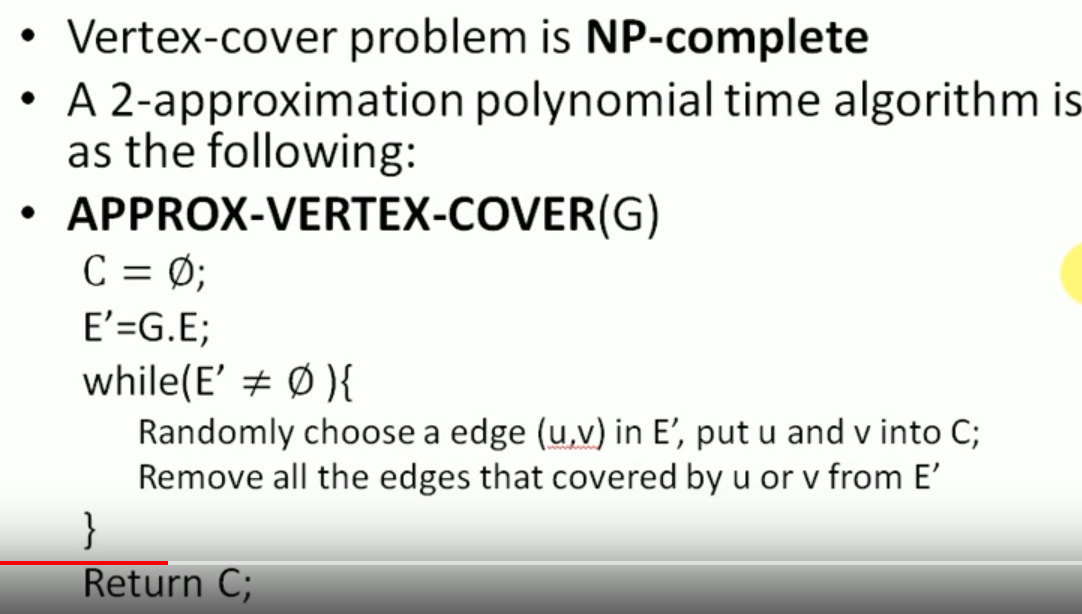 • Vertex-cover problem is NP-complete
• A 2-approximation polynomial time algorithm is
as the following:
• APPROX-VERTEX-COVER(G)
C = Ø;
E’=G.E;
while(E’ ≠ Ø ){
Randomly choose a edge (u,v) in E’, put u and v into C;
Remove all the edges that covered by u or v from E’
}
Return C;